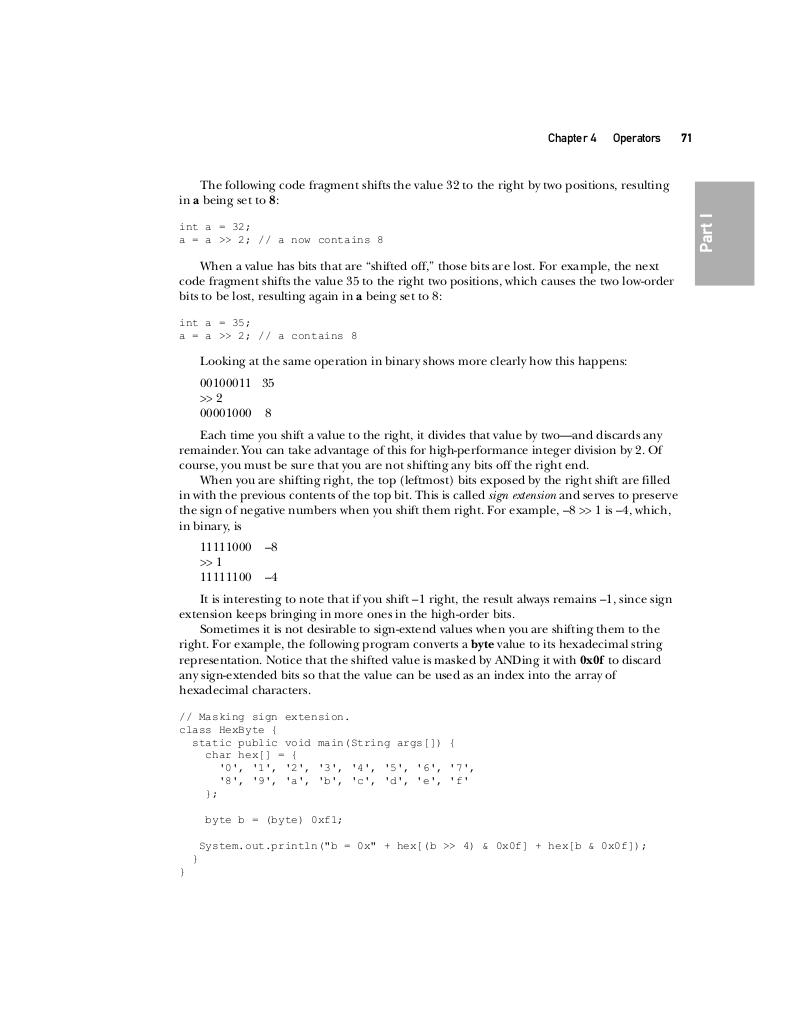 Chapter 4 Operators 71
Part I
The following code fragment shifts the value 32 to the right by two positions, resulting
in a being set to 8:
int a = 32;
a = a >> 2; // a now contains 8
When a value has bits that are “shifted off,” those bits are lost. For example, the next
code fragment shifts the value 35 to the right two positions, which causes the two low-order
bits to be lost, resulting again in a being set to 8:
int a = 35;
a = a >> 2; // a contains 8
Looking at the same operation in binary shows more clearly how this happens:
00100011 35
>> 2
00001000 8
Each time you shift a value to the right, it divides that value by two—and discards any
remainder. You can take advantage of this for high-performance integer division by 2. Of
course, you must be sure that you are not shifting any bits off the right end.
When you are shifting right, the top (leftmost) bits exposed by the right shift are filled
in with the previous contents of the top bit. This is called sign extension and serves to preserve
the sign of negative numbers when you shift them right. For example, –8 >> 1 is –4, which,
in binary, is
11111000 –8
>> 1
11111100 –4
It is interesting to note that if you shift –1 right, the result always remains –1, since sign
extension keeps bringing in more ones in the high-order bits.
Sometimes it is not desirable to sign-extend values when you are shifting them to the
right. For example, the following program converts a byte value to its hexadecimal string
representation. Notice that the shifted value is masked by ANDing it with 0x0f to discard
any sign-extended bits so that the value can be used as an index into the array of
hexadecimal characters.
// Masking sign extension.
class HexByte {
static public void main(String args[]) {
char hex[] = {
'0', '1', '2', '3', '4', '5', '6', '7',
'8', '9', 'a', 'b', 'c', 'd', 'e', 'f'
};
byte b = (byte) 0xf1;
System.out.println("b = 0x" + hex[(b >> 4) & 0x0f] + hex[b & 0x0f]);
}
}